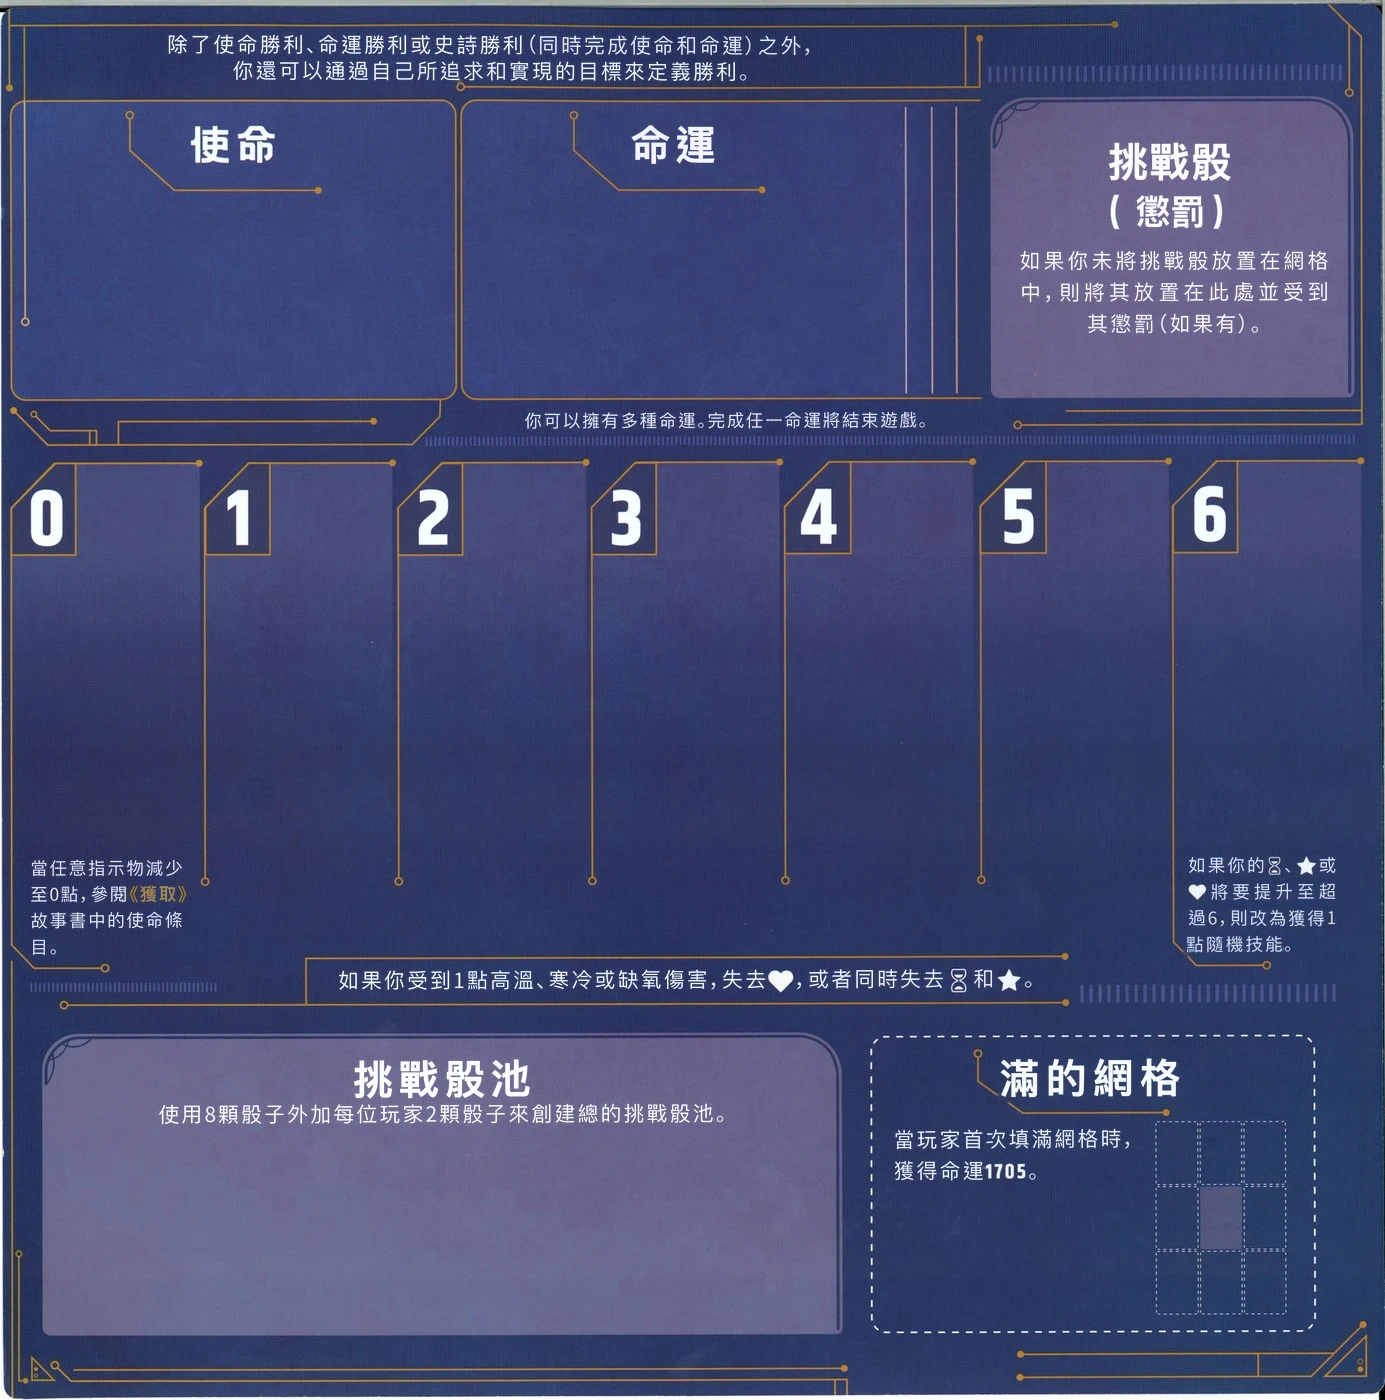 除了使命勝利、命運勝利或史詩勝利（同時完成使命和命運）之外，
你還可以通過自己所追求和實現的目標來定義勝利。
使命
命運
挑戰骰
（懲罰）
如果你未將挑戰骰放置在網格
中，則將其放置在此處並受到
其懲罰（如果有）。
你可以擁有多種命運。完成任一命運將結束遊戲。
0
1
2
3
4
5
6
當任意指示物減少
至0點，參閱《獲取》
故事書中的使命條
目。
如果你的⌛、★或
♥將要提升至超
過6，則改為獲得1
點隨機技能。
如果你受到1點高溫、寒冷或缺氧傷害，失去♥，或者同時失去⌛和★。
挑戰骰池
使用8顆骰子外加每位玩家2顆骰子來創建總的挑戰骰池。
滿的網格
當玩家首次填滿網格時，
獲得命運1705。